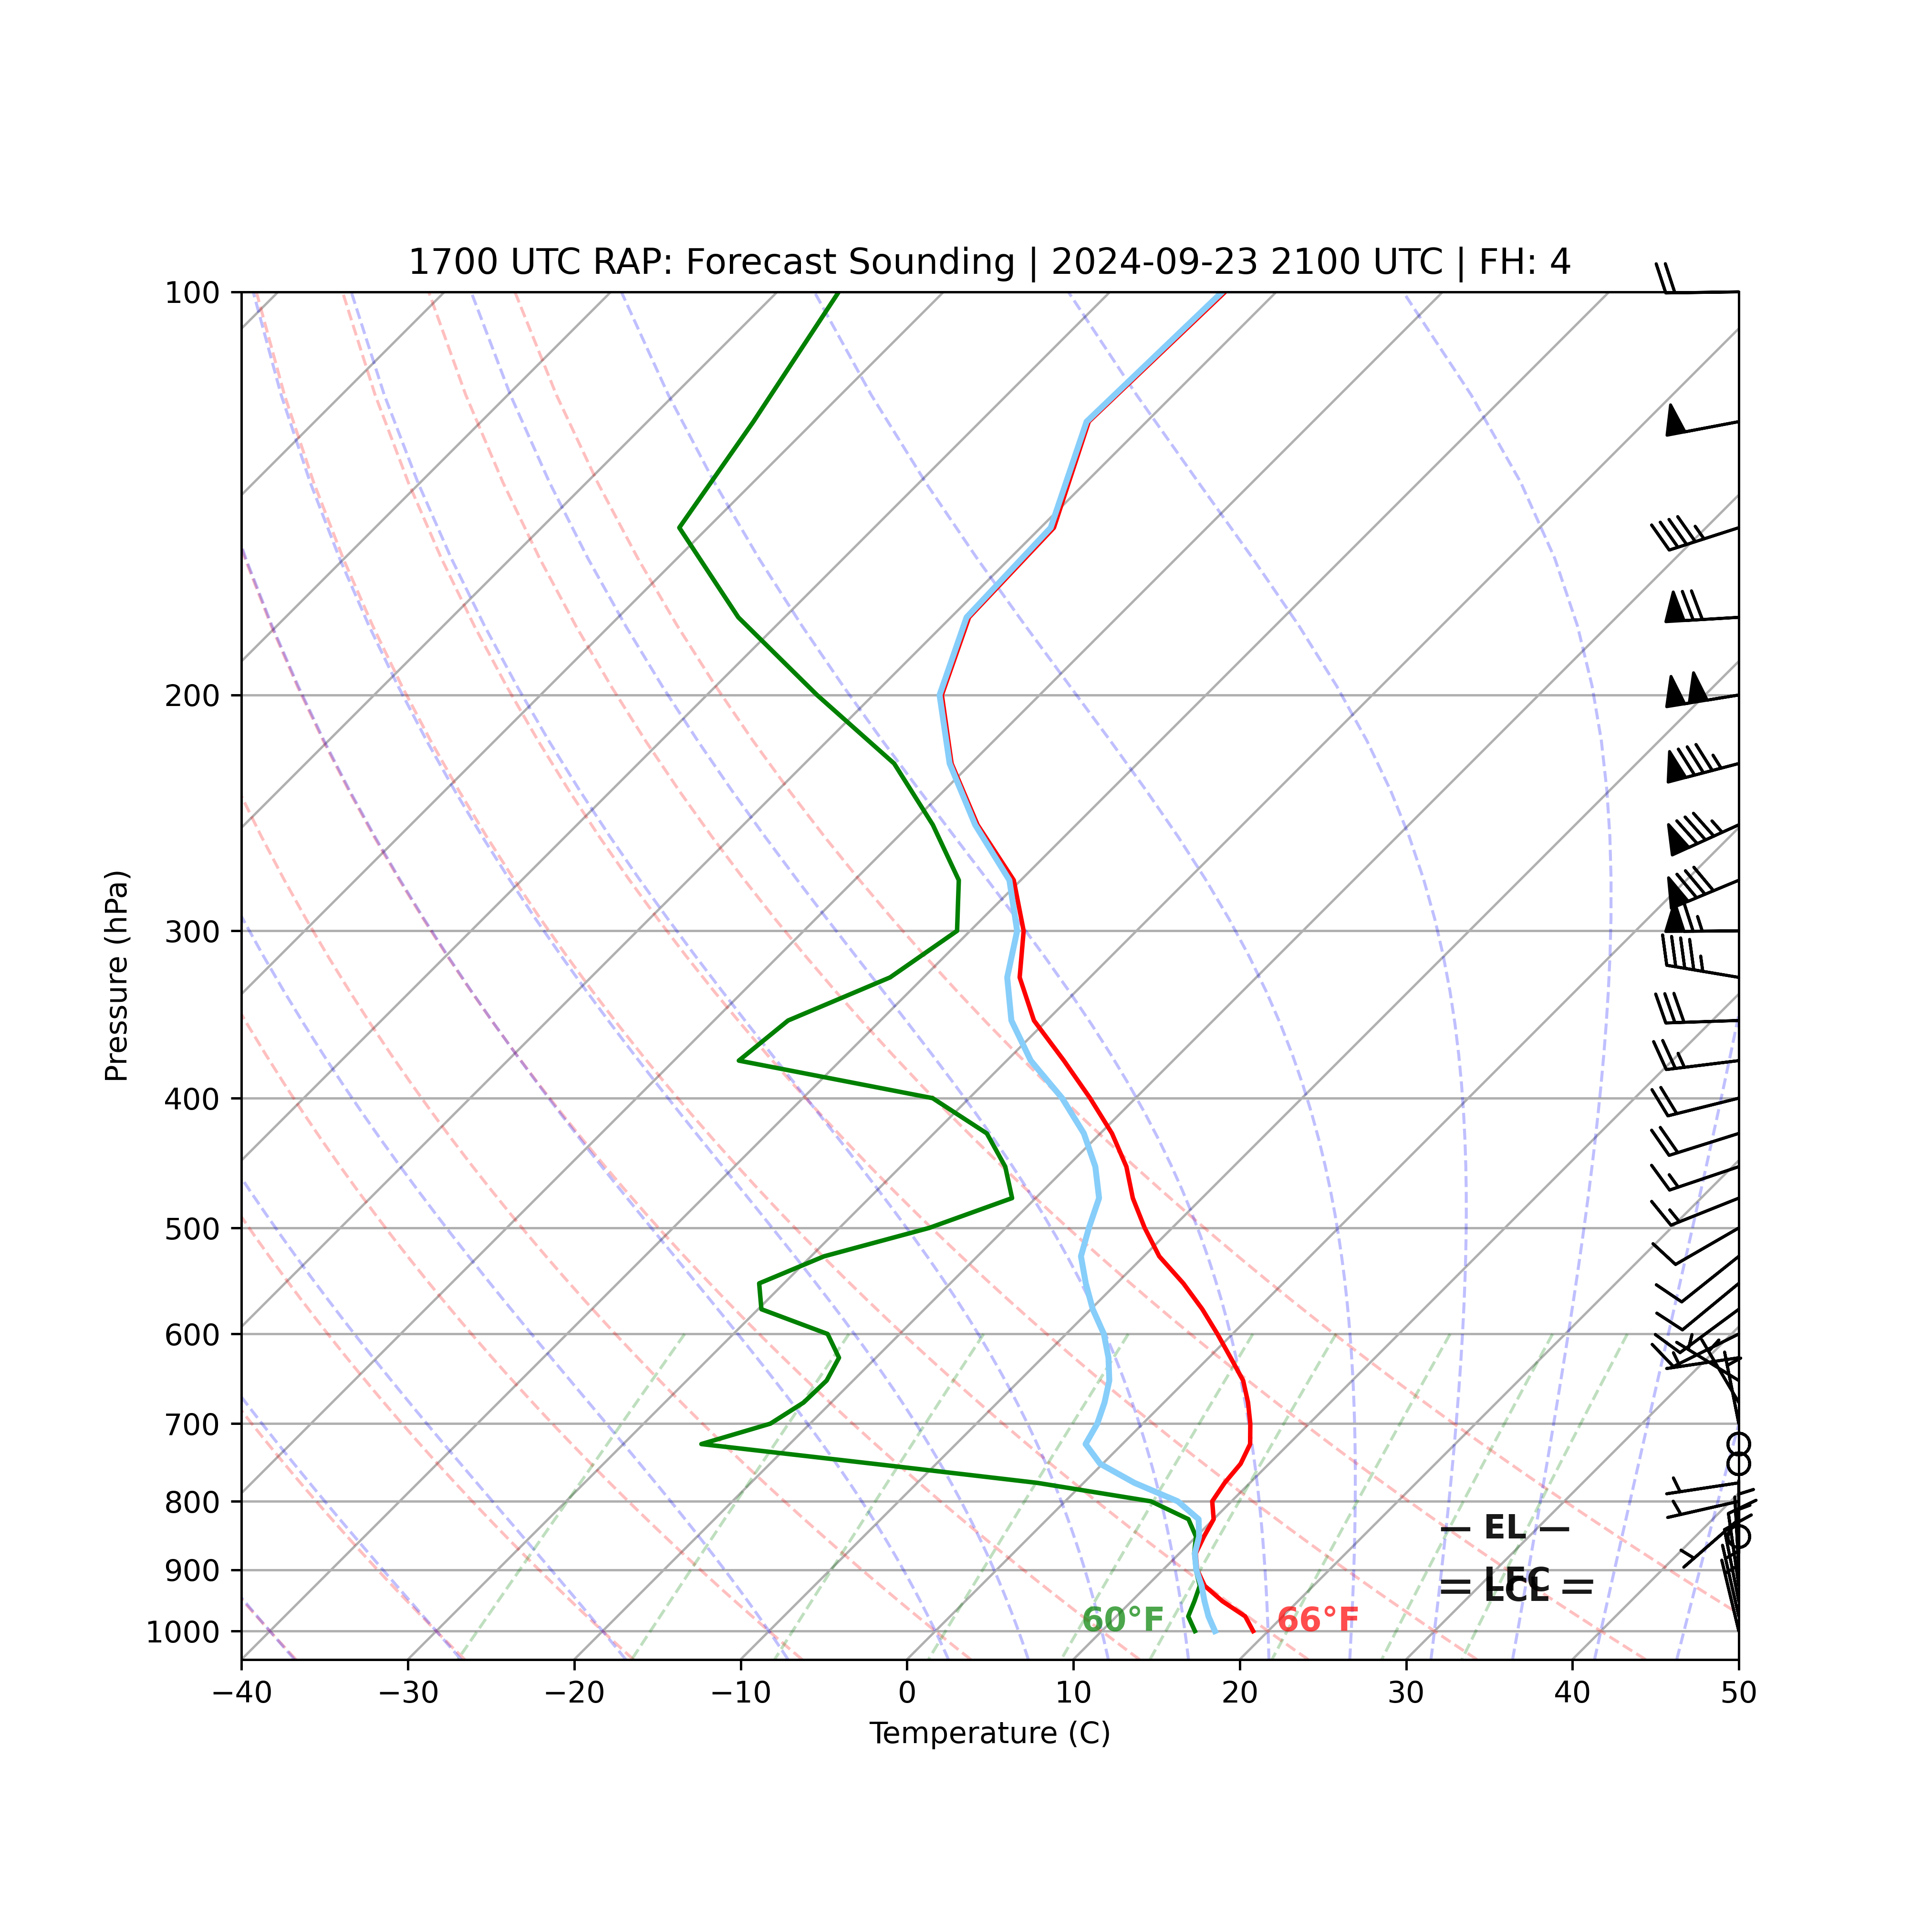 1700 UTC RAP: Forecast Sounding | 2024-09-23 2100 UTC | FH: 4
100
200
300
400
500
600
700
800
900
1000
Pressure (hPa)
— EL —
— LFC —
— LCL —
60°F
66°F
−40 −30 −20 −10 0 10 20 30 40 50
Temperature (C)